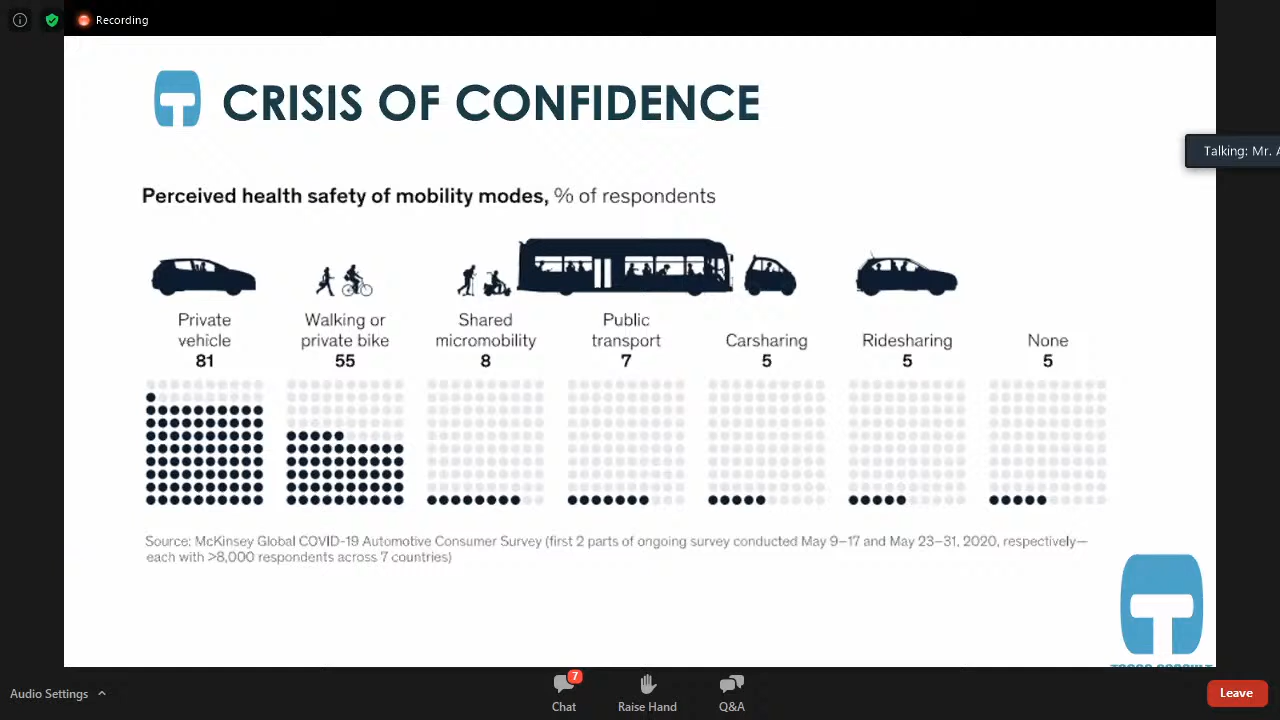 Recording
CRISIS OF CONFIDENCE
Talking: Mr.
Perceived health safety of mobility modes, % of respondents
Private
vehicle
81
Walking or
private bike
55
Shared
micromobility
8
Public
transport
7
Carsharing
5
Ridesharing
5
None
5
Source: McKinsey Global COVID-19 Automotive Consumer Survey (first 2 parts of ongoing survey conducted May 9–17 and May 23–31, 2020, respectively—
each with >8,000 respondents across 7 countries)
Audio Settings
7
Chat
Raise Hand
Q&A
Leave